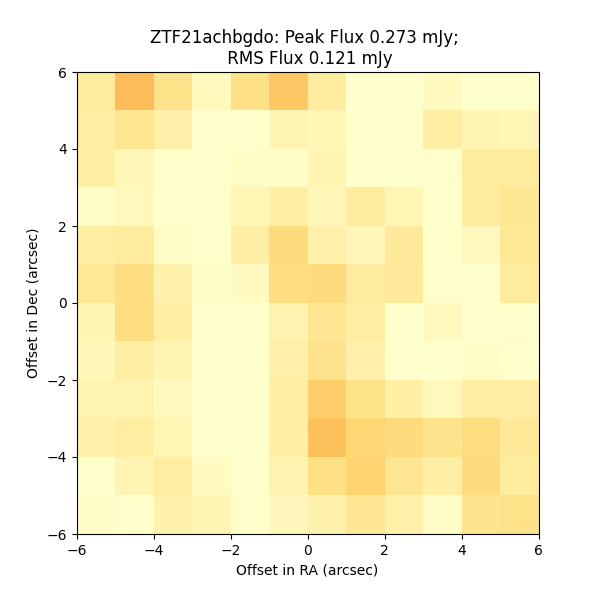 ZTF21achbgdo: Peak Flux 0.273 mJy;
RMS Flux 0.121 mJy
6
4
2
0
−2
−4
−6
Offset in Dec (arcsec)
−6 −4 −2 0 2 4 6
Offset in RA (arcsec)